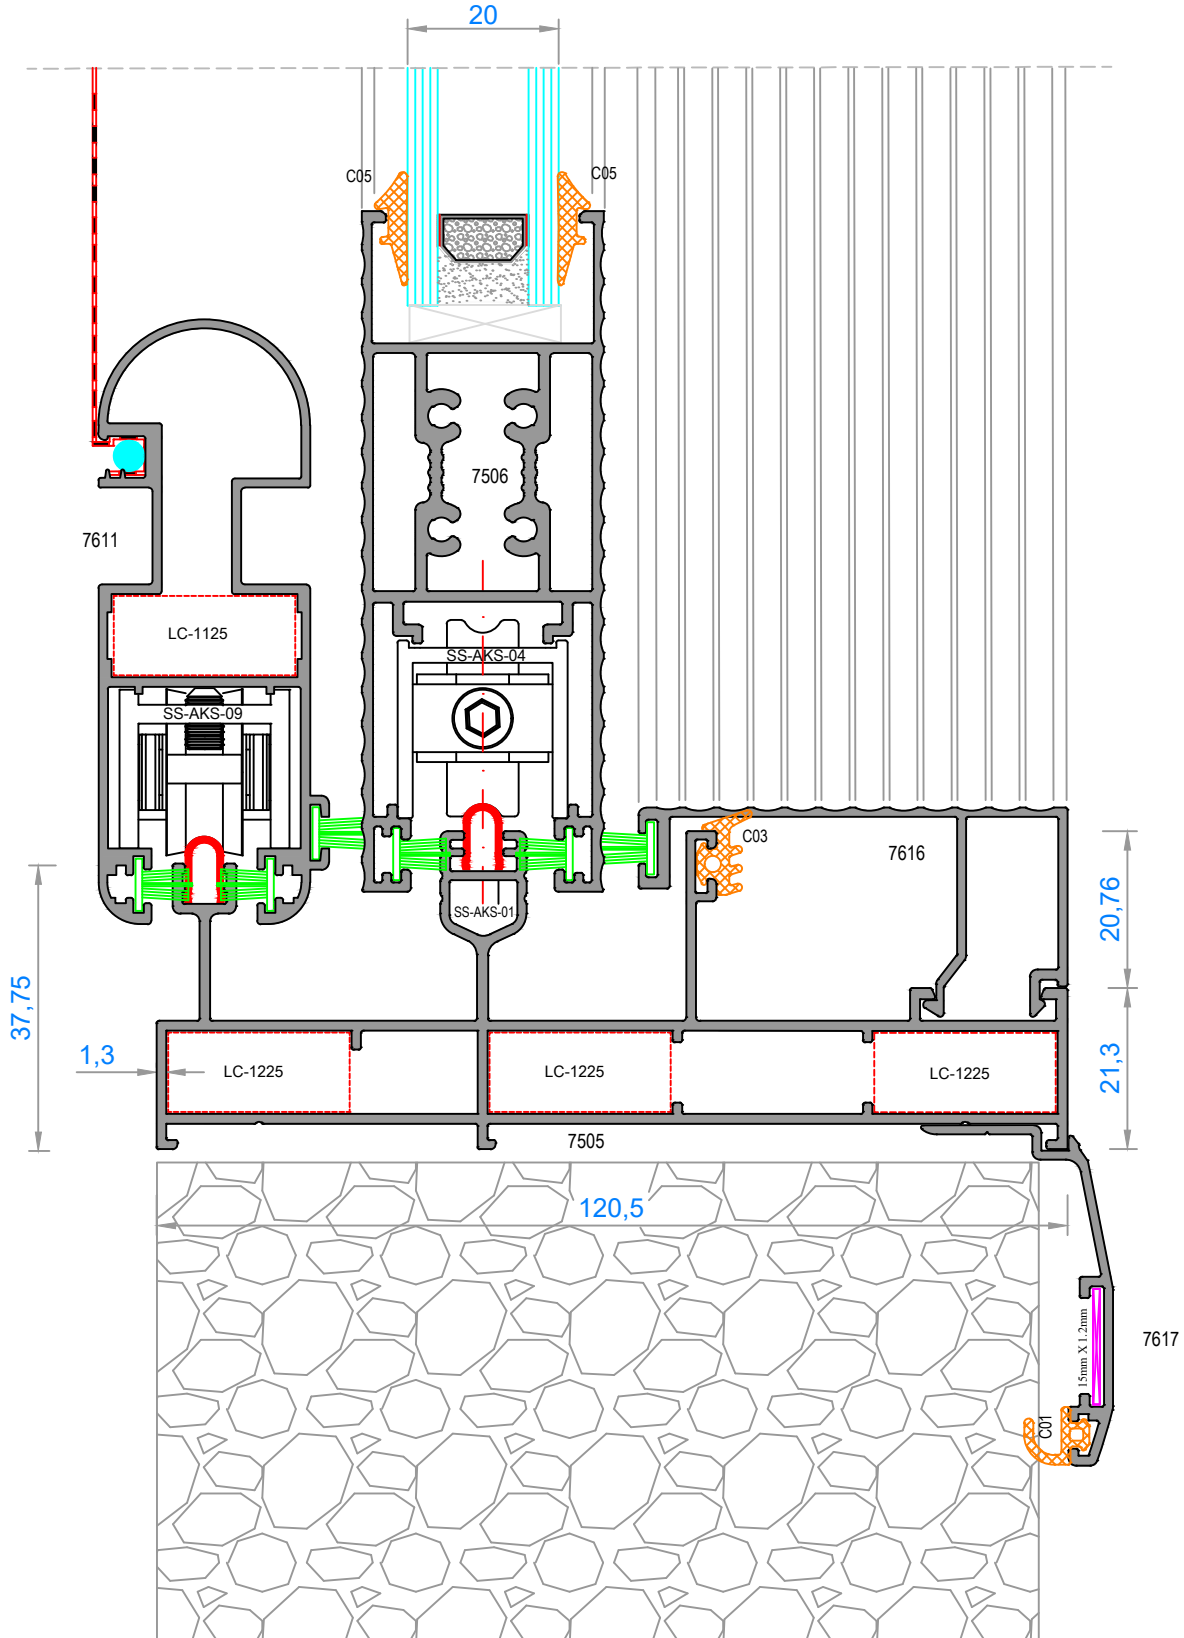 20
C05
C05
7506
7611
LC-1125
SS-AKS-04
SS-AKS-09
C03
7616
20,76
SS-AKS-01
37,75
1,3
LC-1225
LC-1225
LC-1225
21,3
7505
120,5
15mm X 1.2mm
7617
C01